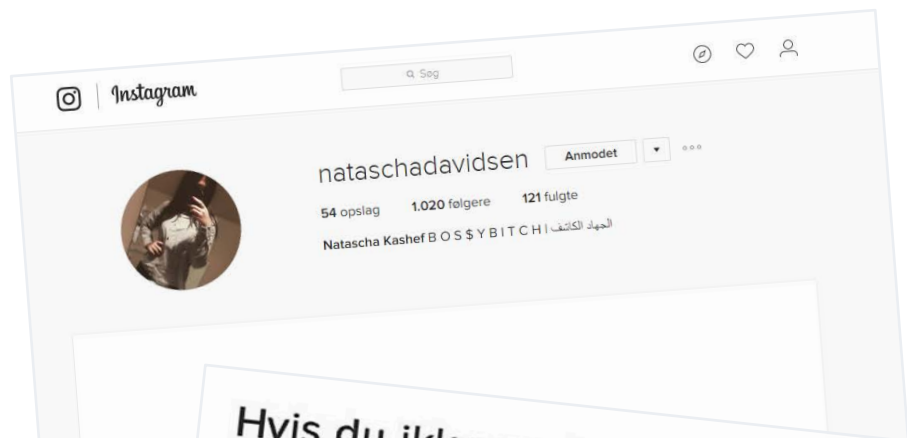 Instagram
Søg
nataschadavidsen Anmodet
54 opslag 1.020 følgere 121 fulgte
Natascha Kashef B O S $ Y B I T C H | الجهاد الكاشف
Hvis du